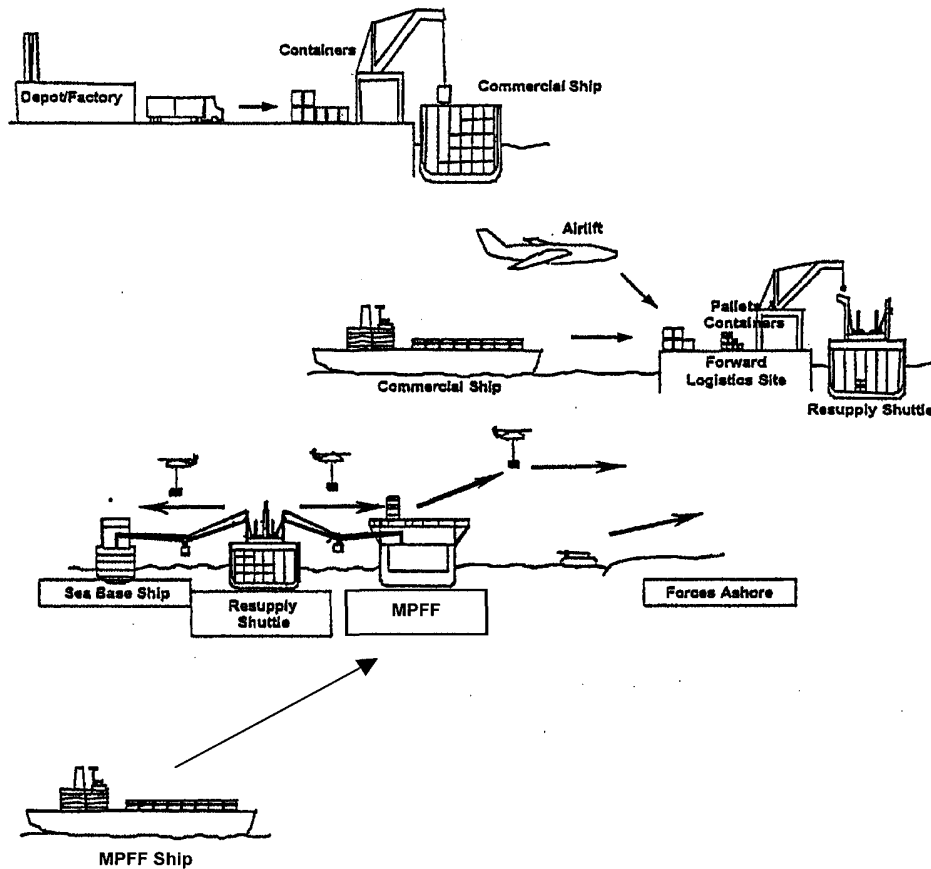 Containers
Commercial Ship
Depot/Factory
Airlift
Pallets
Containers
Forward
Logistics Site
Commercial Ship
Resupply Shuttle
Sea Base Ship
Resupply
Shuttle
MPFF
Forces Ashore
MPFF Ship